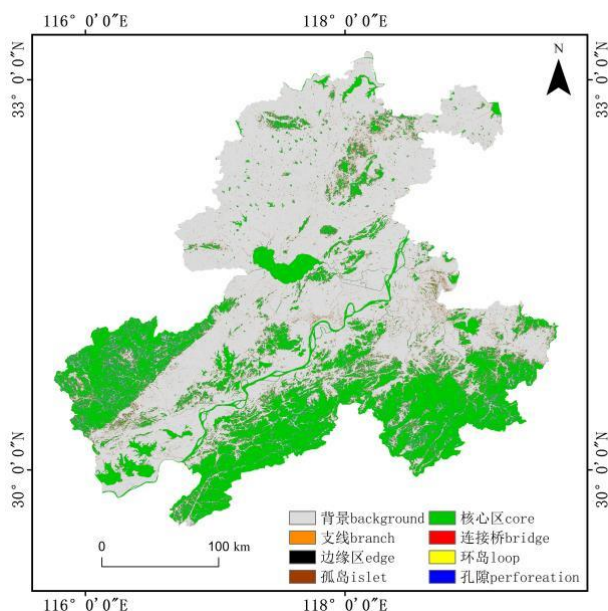 116° 0′0″E 118° 0′0″E
N
33° 0′0″N 33° 0′0″N
30° 0′0″N 30° 0′0″N
背景background 核心区core
支线branch 连接桥bridge
边缘区edge 环岛loop
孤岛islet 孔隙perforeation
0 100 km
116° 0′0″E 118° 0′0″E